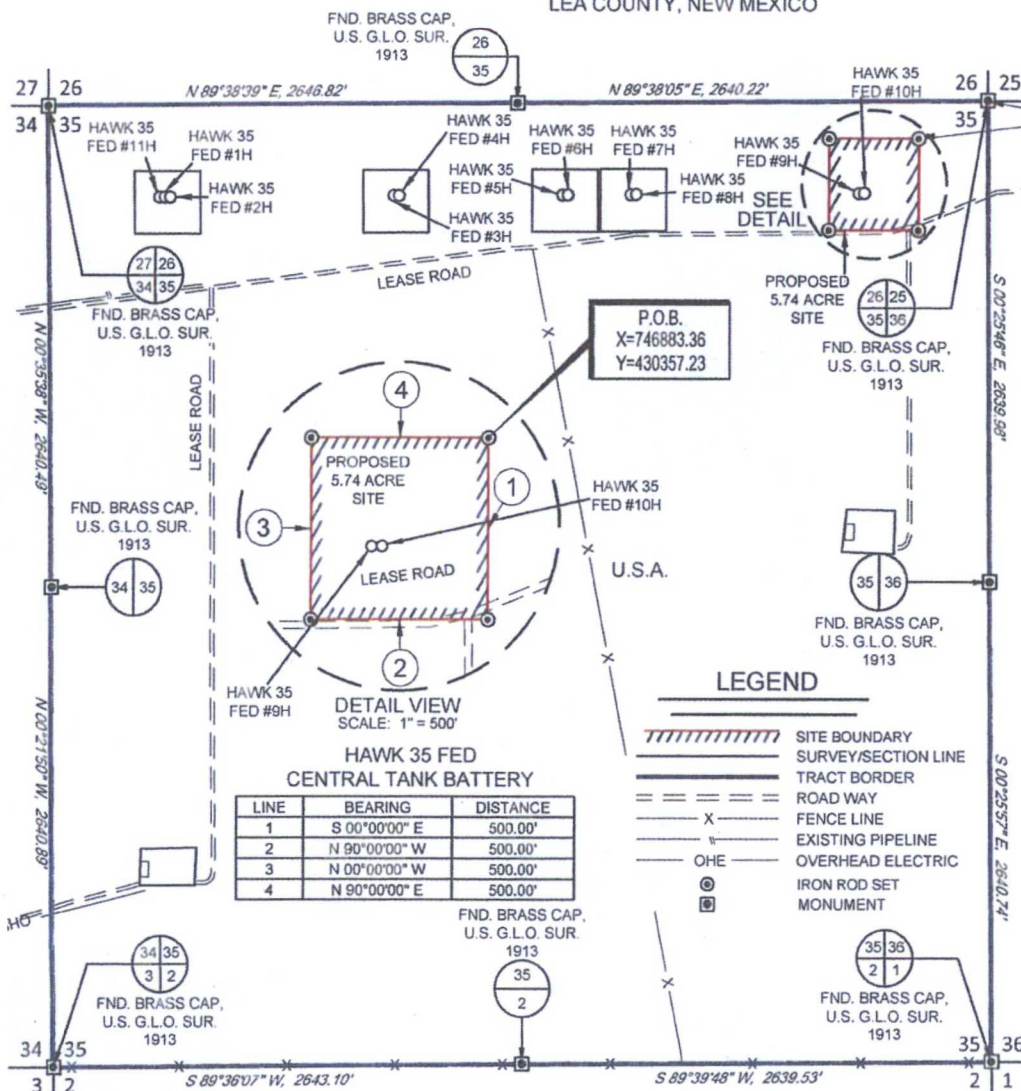 LEA COUNTY, NEW MEXICO
FND. BRASS CAP,
U.S. G.L.O. SUR.
1913
26
35
27 26
34 35
N 89°38'39" E, 2646.82'
N 89°38'05" E, 2640.22'
26 25
35
HAWK 35
FED #11H
HAWK 35
FED #1H
HAWK 35
FED #2H
HAWK 35
FED #4H
HAWK 35
FED #3H
HAWK 35
FED #5H
HAWK 35
FED #6H
HAWK 35
FED #7H
HAWK 35
FED #8H
HAWK 35
FED #9H
HAWK 35
FED #10H
SEE
DETAIL
PROPOSED
5.74 ACRE
SITE
LEASE ROAD
27 26
34 35
FND. BRASS CAP,
U.S. G.L.O. SUR.
1913
26 25
35 36
FND. BRASS CAP,
U.S. G.L.O. SUR.
1913
N 00°35'38" W, 2640.49'
LEASE ROAD
S 00°25'46" E, 2639.98'
P.O.B.
X=746883.36
Y=430357.23
4
PROPOSED
5.74 ACRE
SITE
1
3
HAWK 35
FED #10H
LEASE ROAD
2
HAWK 35
FED #9H
U.S.A.
FND. BRASS CAP,
U.S. G.L.O. SUR.
1913
34 35
35 36
FND. BRASS CAP,
U.S. G.L.O. SUR.
1913
DETAIL VIEW
SCALE: 1" = 500'
HAWK 35 FED
CENTRAL TANK BATTERY
LINE BEARING DISTANCE
1 S 00°00'00" E 500.00'
2 N 90°00'00" W 500.00'
3 N 00°00'00" W 500.00'
4 N 90°00'00" E 500.00'
LEGEND
SITE BOUNDARY
SURVEY/SECTION LINE
TRACT BORDER
ROAD WAY
X FENCE LINE
EXISTING PIPELINE
OHE OVERHEAD ELECTRIC
IRON ROD SET
MONUMENT
N 00°21'50" W, 2640.89'
S 00°25'57" E, 2640.74'
34 35
3 2
FND. BRASS CAP,
U.S. G.L.O. SUR.
1913
FND. BRASS CAP,
U.S. G.L.O. SUR.
1913
35
2
35 36
2 1
FND. BRASS CAP,
U.S. G.L.O. SUR.
1913
34 35
3 2
S 89°36'07" W, 2643.10'
S 89°39'48" W, 2639.53'
35 36
2 1